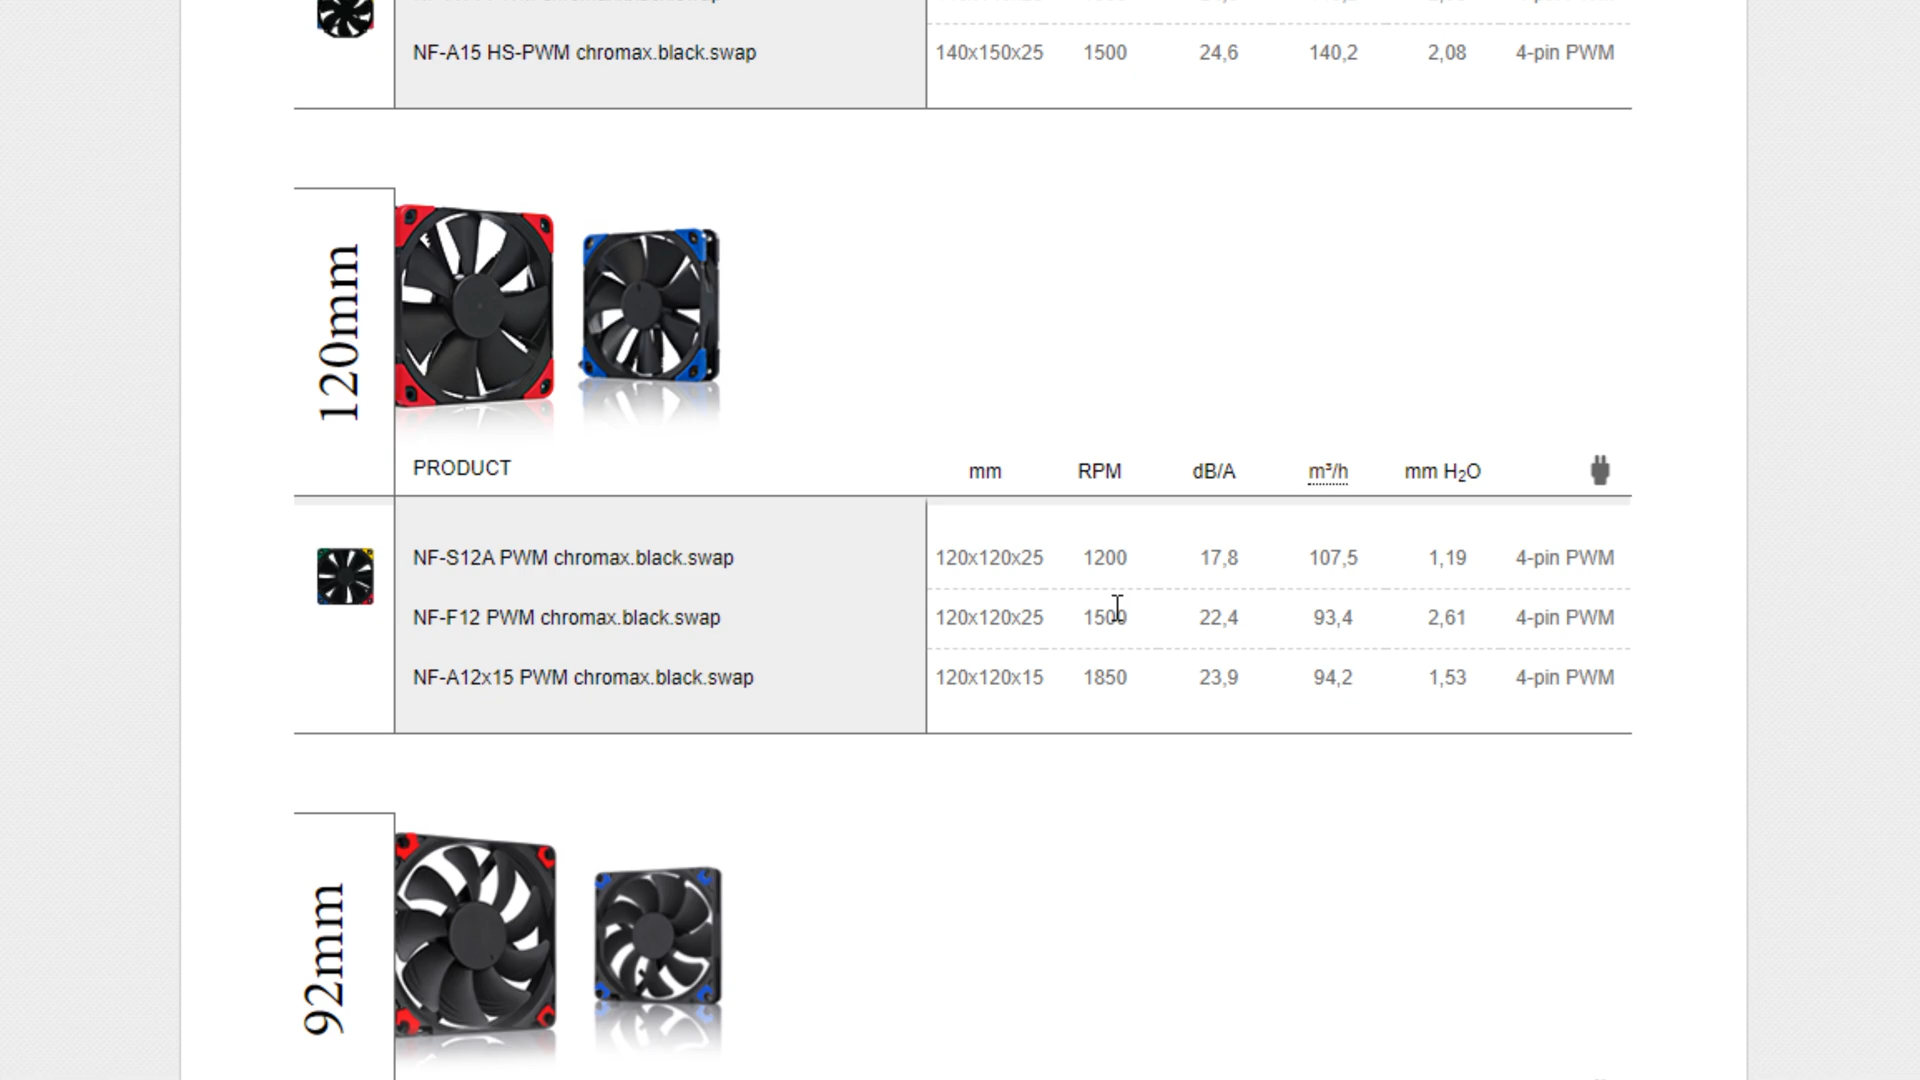 NF-A15 HS-PWM chromax.black.swap 140x150x25 1500 24,6 140,2 2,08 4-pin PWM
120mm
PRODUCT mm RPM dB/A m³/h mm H₂O
NF-S12A PWM chromax.black.swap 120x120x25 1200 17,8 107,5 1,19 4-pin PWM
NF-F12 PWM chromax.black.swap 120x120x25 1500 22,4 93,4 2,61 4-pin PWM
NF-A12x15 PWM chromax.black.swap 120x120x15 1850 23,9 94,2 1,53 4-pin PWM
92mm